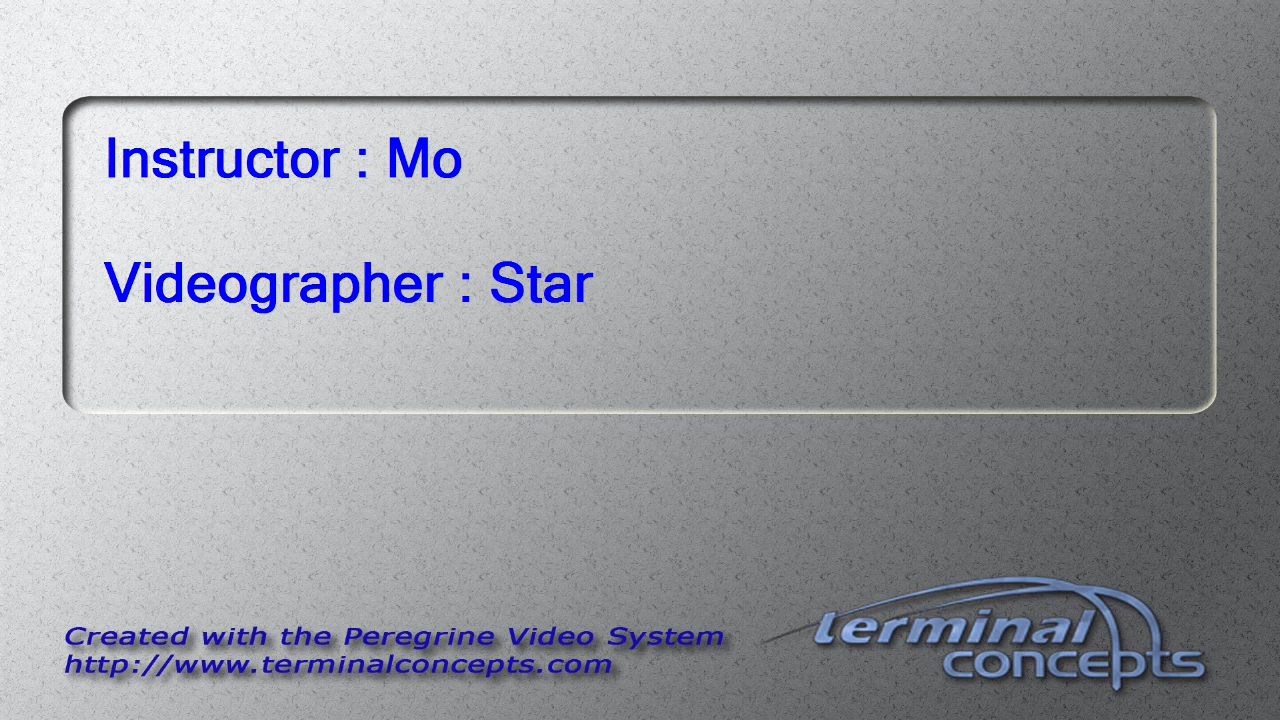 Instructor : Mo
Videographer : Star
Created with the Peregrine Video System
http://www.terminalconcepts.com
terminal
concepts